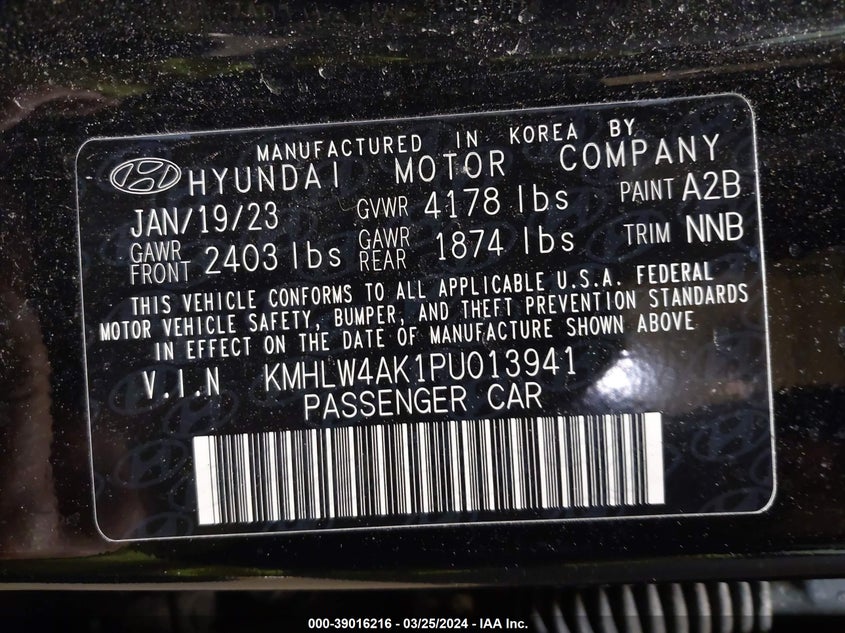 MANUFACTURED IN KOREA BY
HYUNDAI MOTOR COMPANY
JAN/19/23 GVWR 4178 lbs PAINT A2B
GAWR FRONT 2403 lbs GAWR REAR 1874 lbs TRIM NNB
THIS VEHICLE CONFORMS TO ALL APPLICABLE U.S.A. FEDERAL
MOTOR VEHICLE SAFETY, BUMPER, AND THEFT PREVENTION STANDARDS
IN EFFECT ON THE DATE OF MANUFACTURE SHOWN ABOVE
V.I.N KMHLW4AK1PU013941
PASSENGER CAR
000-39016216 - 03/25/2024 - IAA Inc.